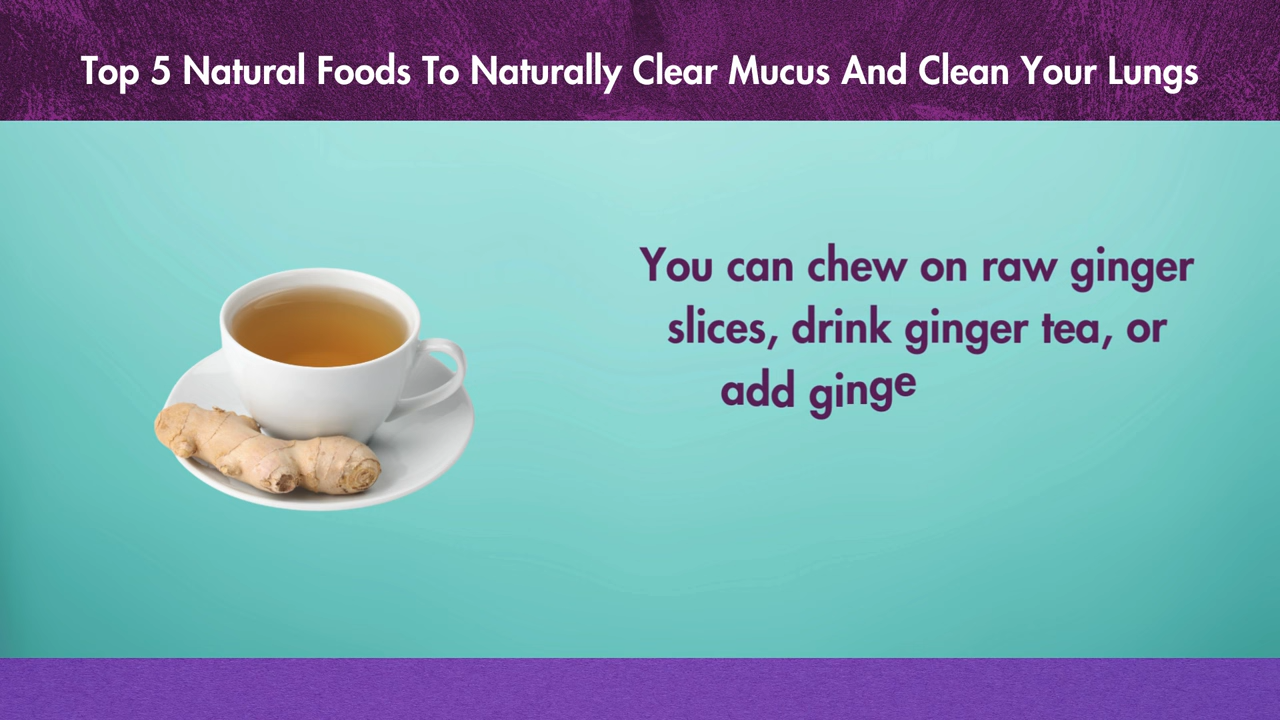 Top 5 Natural Foods To Naturally Clear Mucus And Clean Your Lungs
You can chew on raw ginger
slices, drink ginger tea, or
add ginge